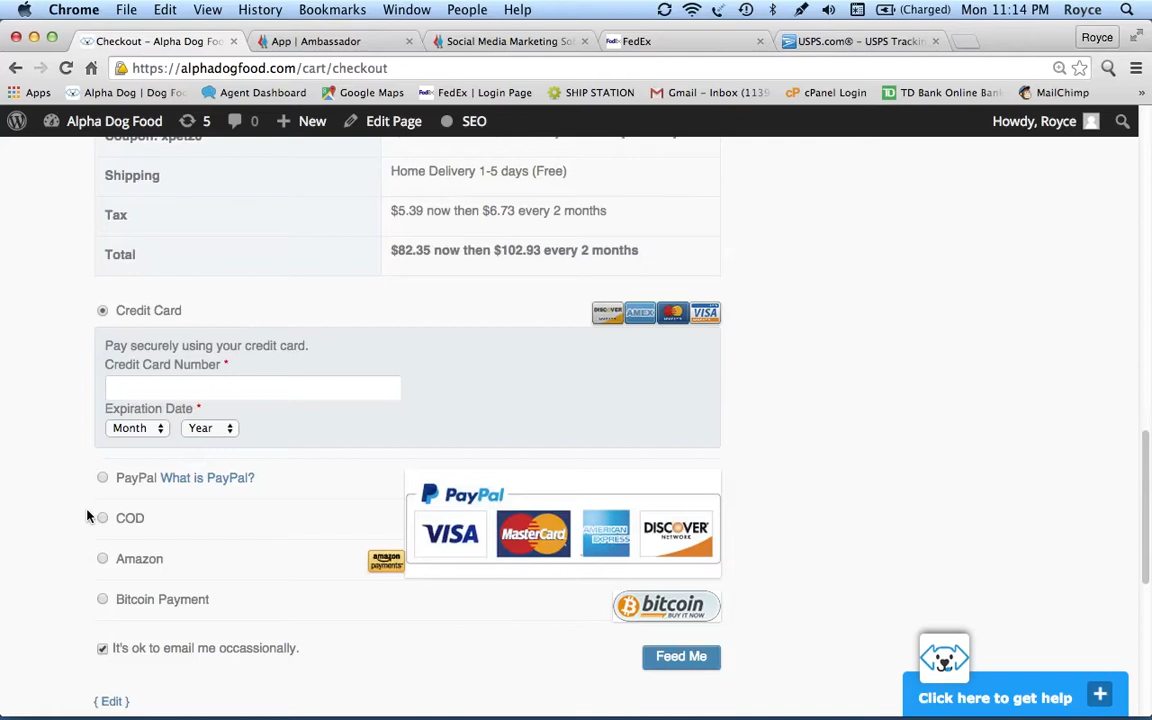 Chrome File Edit View History Bookmarks Window People Help (Charged) Mon 11:14 PM Royce
Checkout – Alpha Dog Foo App | Ambassador Social Media Marketing So FedEx USPS.com® - USPS Trackin Royce
https://alphadogfood.com/cart/checkout
Apps Alpha Dog | Dog Fo Agent Dashboard Google Maps FedEx | Login Page SHIP STATION Gmail - Inbox (1139 cPanel Login TD Bank Online Ban MailChimp »
Alpha Dog Food 5 0 New Edit Page SEO Howdy, Royce
Coupon: xpet20
Shipping Home Delivery 1-5 days (Free)
Tax $5.39 now then $6.73 every 2 months
Total $82.35 now then $102.93 every 2 months
Credit Card DISCOVER AMEX VISA
Pay securely using your credit card.
Credit Card Number *
Expiration Date *
Month Year
PayPal What is PayPal? PayPal
COD VISA MasterCard AMERICAN EXPRESS DISCOVER NETWORK
Amazon amazon payments
Bitcoin Payment bitcoin BUY IT NOW
It's ok to email me occassionally. Feed Me
{ Edit } Click here to get help +